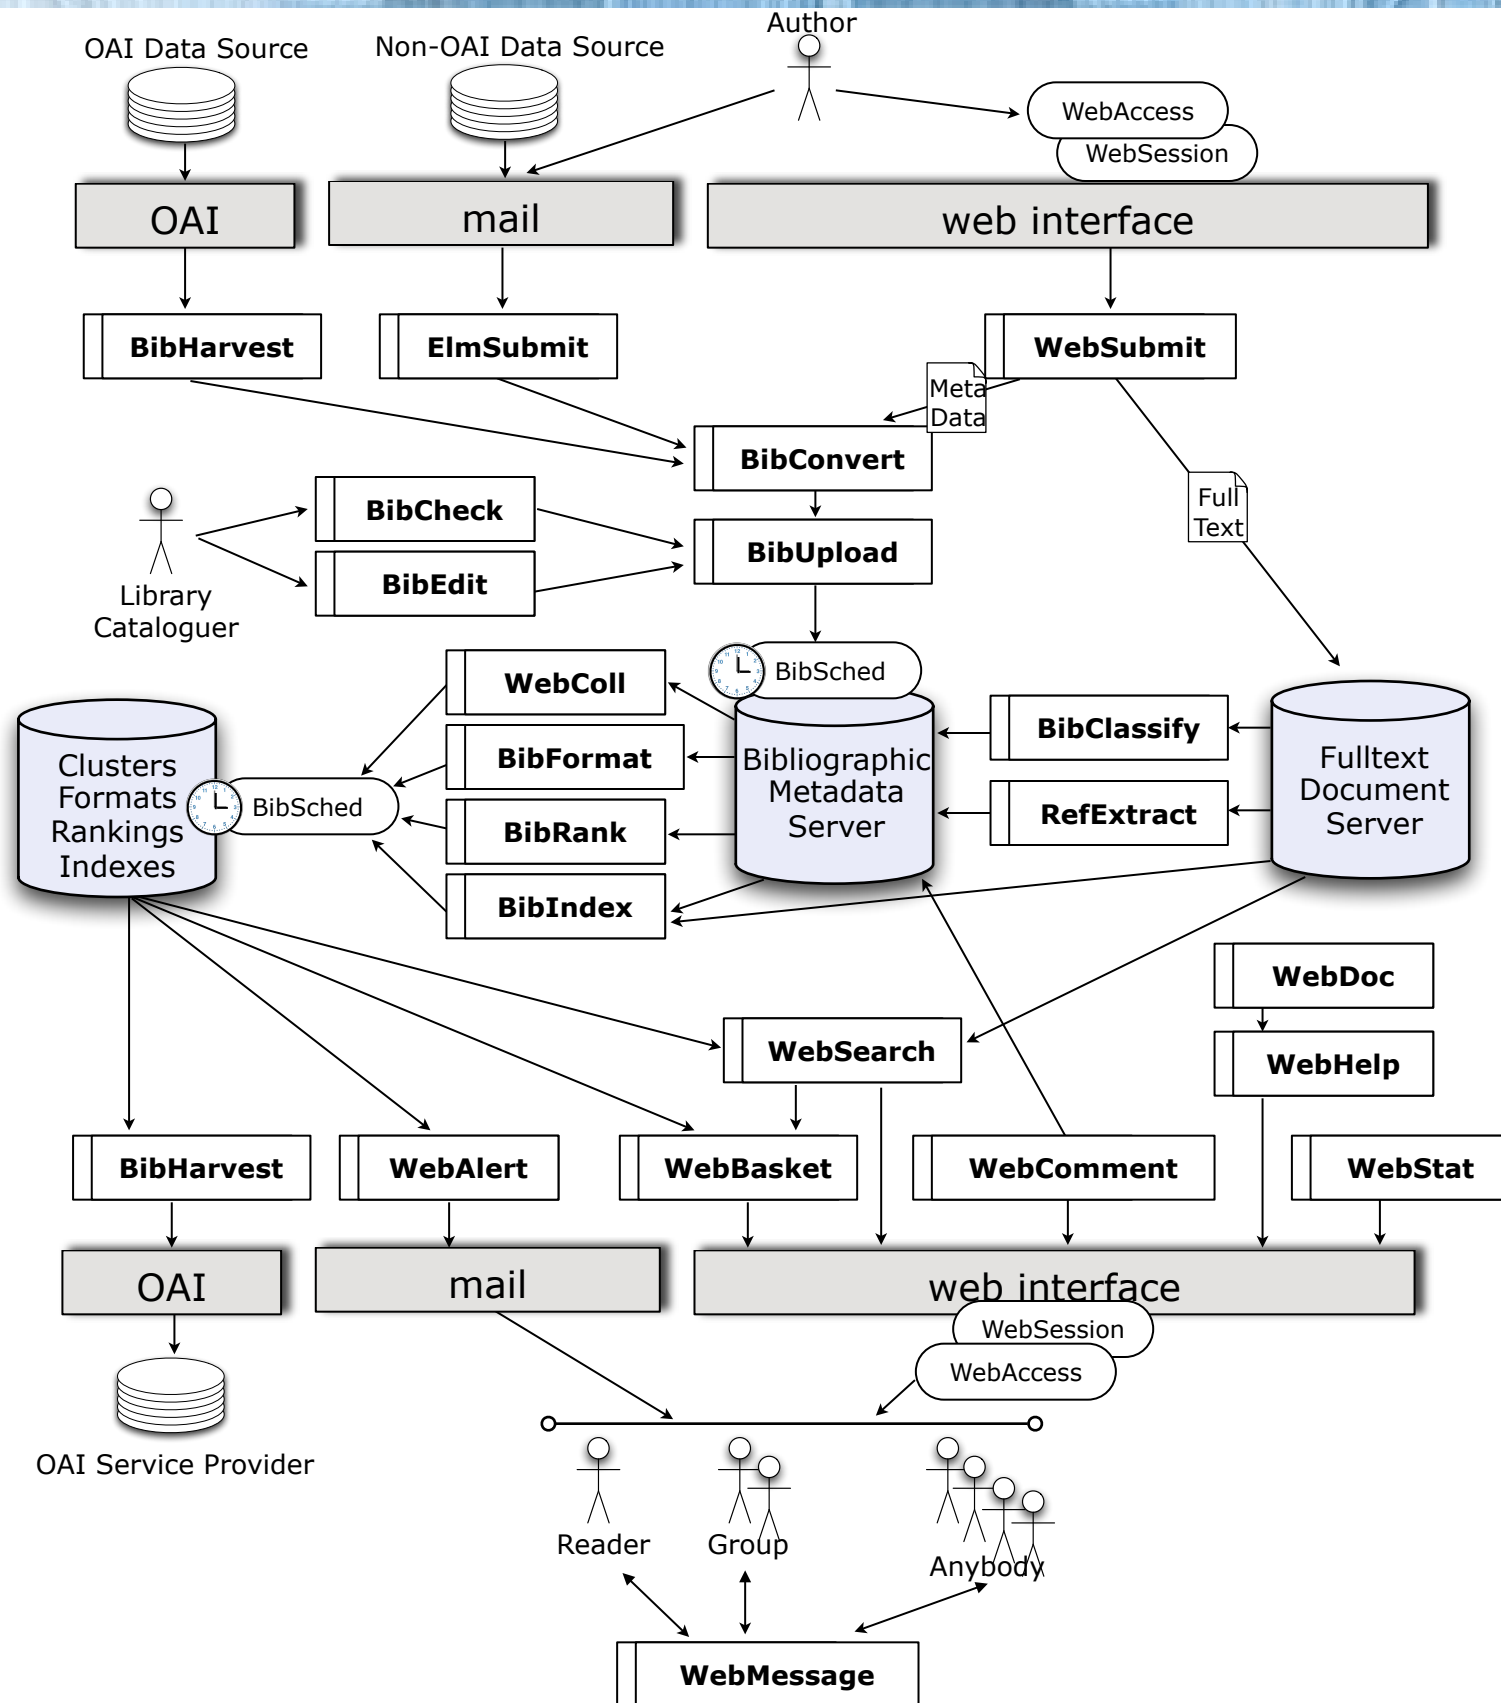 Author
OAI Data Source
Non-OAI Data Source
WebAccess
WebSession
OAI
mail
web interface
BibHarvest
ElmSubmit
WebSubmit
Meta
Data
BibConvert
Full
Text
BibCheck
BibUpload
BibEdit
Library
Cataloguer
BibSched
WebColl
BibClassify
Clusters
Formats
Rankings
Indexes
BibSched
BibFormat
Bibliographic
Metadata
Server
Fulltext
Document
Server
BibRank
RefExtract
BibIndex
WebDoc
WebSearch
WebHelp
BibHarvest
WebAlert
WebBasket
WebComment
WebStat
OAI
mail
web interface
WebSession
WebAccess
OAI Service Provider
Reader
Group
Anybody
WebMessage